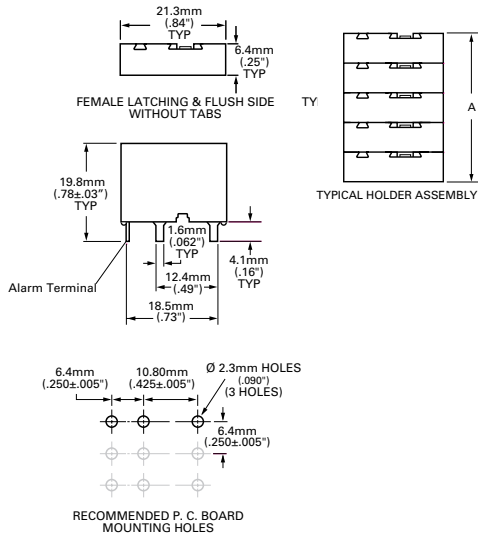 21.3mm
(.84")
TYP
6.4mm
(.25")
TYP
FEMALE LATCHING & FLUSH SIDE
WITHOUT TABS
TY
A
TYPICAL HOLDER ASSEMBLY
19.8mm
(.78±.03")
TYP
1.6mm
(.062")
TYP
4.1mm
(.16")
TYP
12.4mm
(.49")
Alarm Terminal
18.5mm
(.73")
6.4mm
(.250±.005")
10.80mm
(.425±.005")
Ø 2.3mm HOLES
(.090")
(3 HOLES)
6.4mm
(.250±.005")
RECOMMENDED P. C. BOARD
MOUNTING HOLES